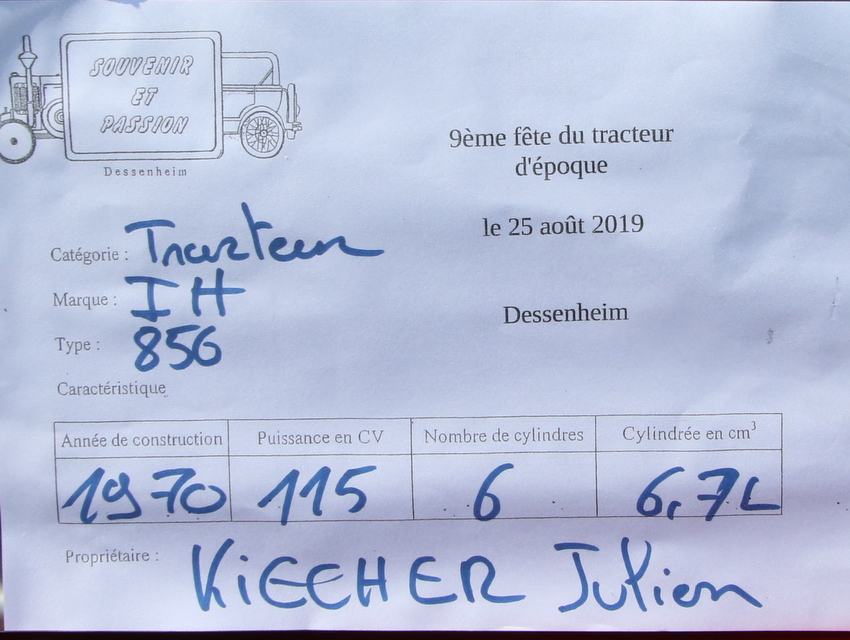 SOUVENIR
ET
PASSION
Dessenheim
9ème fête du tracteur
d'époque
le 25 août 2019
Dessenheim
Catégorie : Tracteur
Marque : IH
Type : 856
Caractéristique
Année de construction Puissance en CV Nombre de cylindres Cylindrée en cm³
1970 115 6 6,7L
Propriétaire : KiECHER Julien